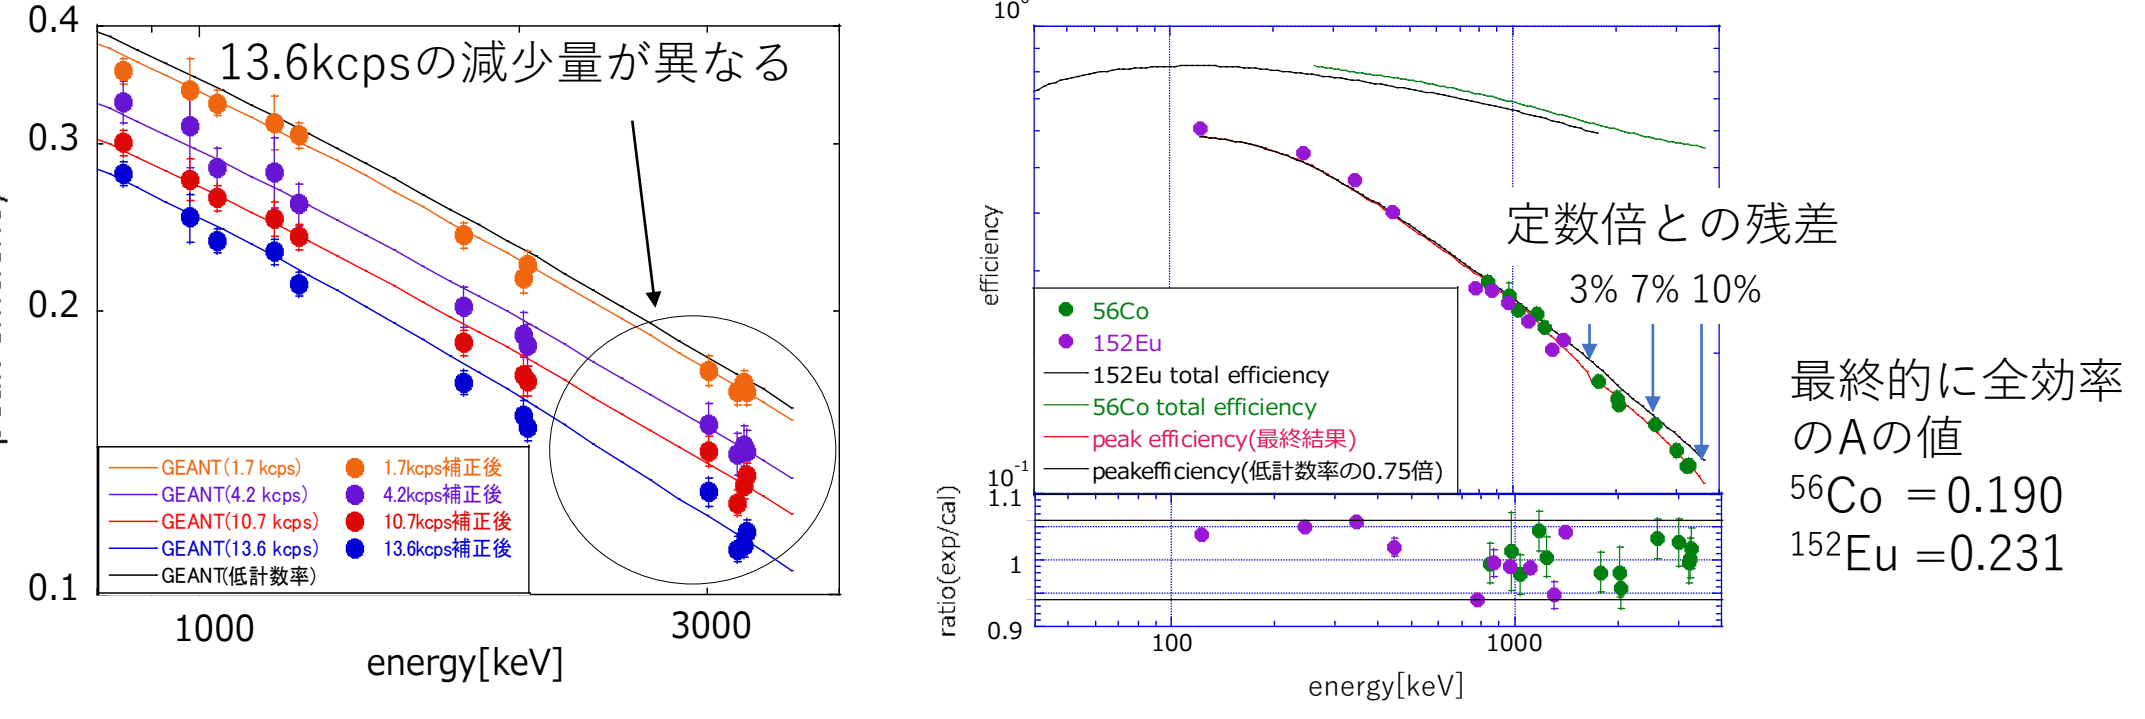 0.4
0.3
0.2
0.1
13.6kcpsの減少量が異なる
GEANT(1.7 kcps) 1.7kcps補正後
GEANT(4.2 kcps) 4.2kcps補正後
GEANT(10.7 kcps) 10.7kcps補正後
GEANT(13.6 kcps) 13.6kcps補正後
GEANT(低計数率)
1000 3000
energy[keV]
10⁰
efficiency
定数倍との残差
3% 7% 10%
56Co
152Eu
152Eu total efficiency
56Co total efficiency
peak efficiency(最終結果)
peakefficiency(低計数率の0.75倍)
10⁻¹
1.1
1
0.9
ratio(exp/cal)
100 1000
energy[keV]
最終的に全効率
のAの値
⁵⁶Co =0.190
¹⁵²Eu =0.231